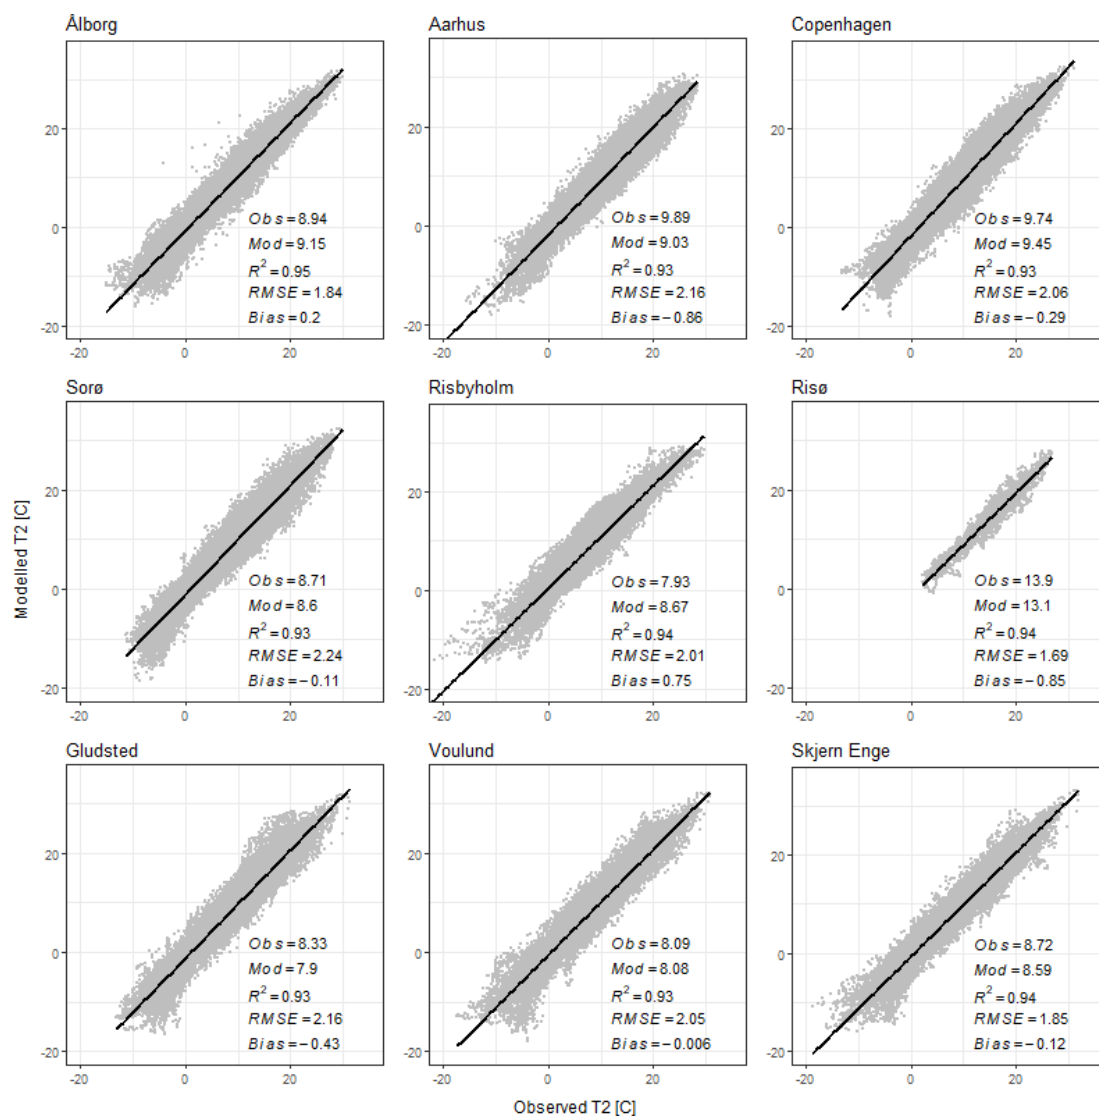 Ålborg
Aarhus
Copenhagen
20
0
-20
-20
0
20
Obs=8.94
Mod=9.15
R²=0.95
RMSE=1.84
Bias=0.2
20
0
-20
-20
0
20
Obs=9.89
Mod=9.03
R²=0.93
RMSE=2.16
Bias=−0.86
20
0
-20
-20
0
20
Obs=9.74
Mod=9.45
R²=0.93
RMSE=2.06
Bias=−0.29
Modelled T2 [C]
Sorø
Risbyholm
Risø
20
0
-20
-20
0
20
Obs=8.71
Mod=8.6
R²=0.93
RMSE=2.24
Bias=−0.11
20
0
-20
-20
0
20
Obs=7.93
Mod=8.67
R²=0.94
RMSE=2.01
Bias=0.75
20
0
-20
-20
0
20
Obs=13.9
Mod=13.1
R²=0.94
RMSE=1.69
Bias=−0.85
Gludsted
Voulund
Skjern Enge
20
0
-20
-20
0
20
Obs=8.33
Mod=7.9
R²=0.93
RMSE=2.16
Bias=−0.43
20
0
-20
-20
0
20
Obs=8.09
Mod=8.08
R²=0.93
RMSE=2.05
Bias=−0.006
20
0
-20
-20
0
20
Obs=8.72
Mod=8.59
R²=0.94
RMSE=1.85
Bias=−0.12
Observed T2 [C]